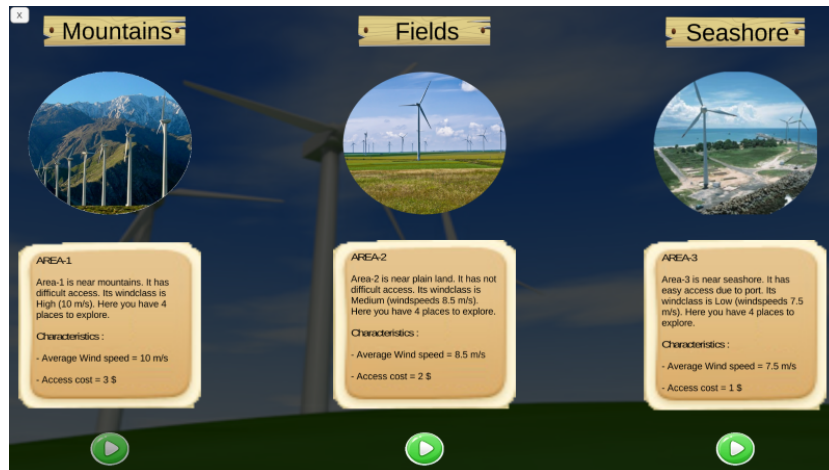 X
Mountains
Fields
Seashore
AREA-1
Area-1 is near mountains. It has
difficult access. Its windclass is
High (10 m/s). Here you have 4
places to explore.
Characteristics :
- Average Wind speed = 10 m/s
- Access cost = 3 $
AREA-2
Area-2 is near plain land. It has not
difficult access. Its windclass is
Medium (windspeeds 8.5 m/s).
Here you have 4 places to explore.
Characteristics :
- Average Wind speed = 8.5 m/s
- Access cost = 2 $
AREA-3
Area-3 is near seashore. It has
easy access due to port. Its
windclass is Low (windspeeds 7.5
m/s). Here you have 4 places to
explore.
Characteristics :
- Average Wind speed = 7.5 m/s
- Access cost = 1 $